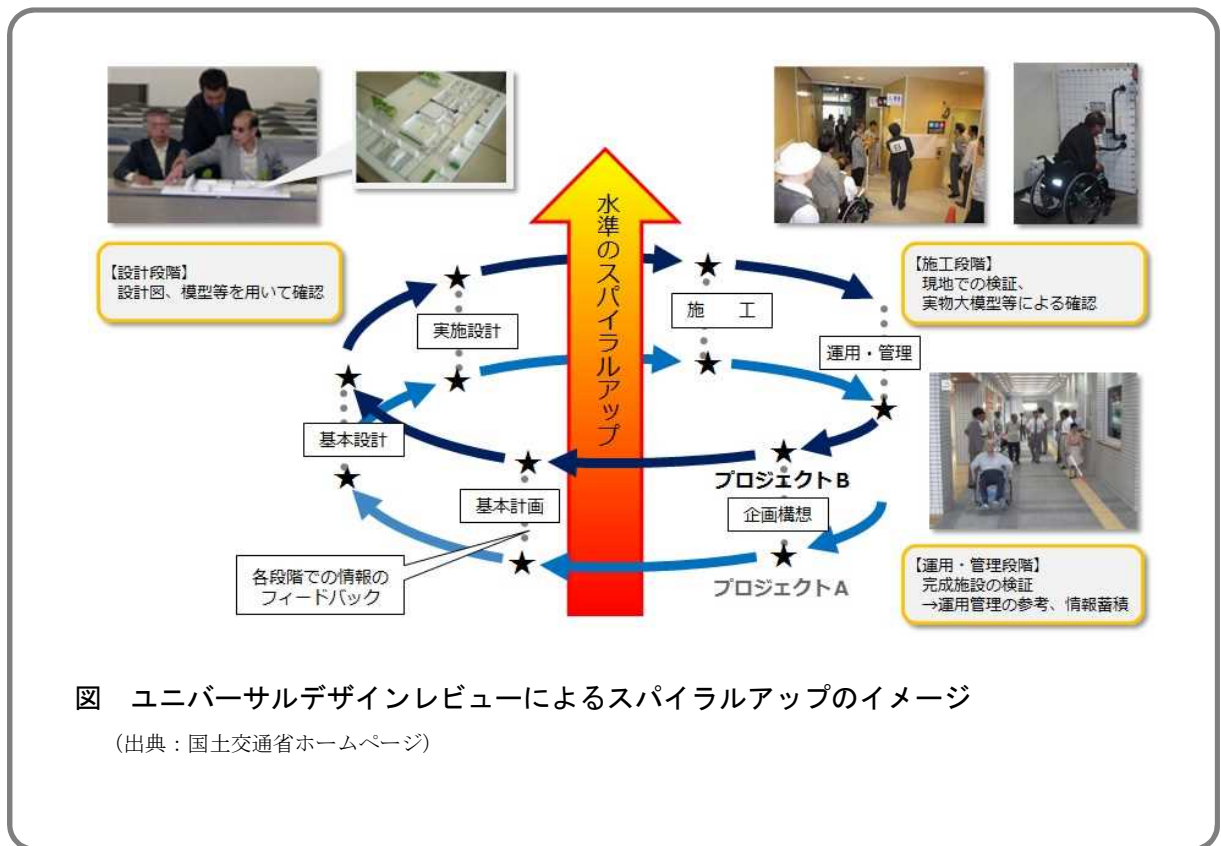 水準のスパイラルアップ
【設計段階】
設計図、模型等を用いて確認
【施工段階】
現地での検証、
実物大模型等による確認
実施設計
施 工
運用・管理
基本設計
基本計画
プロジェクトB
企画構想
各段階での情報の
フィードバック
プロジェクトA
【運用・管理段階】
完成施設の検証
→運用管理の参考、情報蓄積
図 ユニバーサルデザインレビューによるスパイラルアップのイメージ
(出典:国土交通省ホームページ)